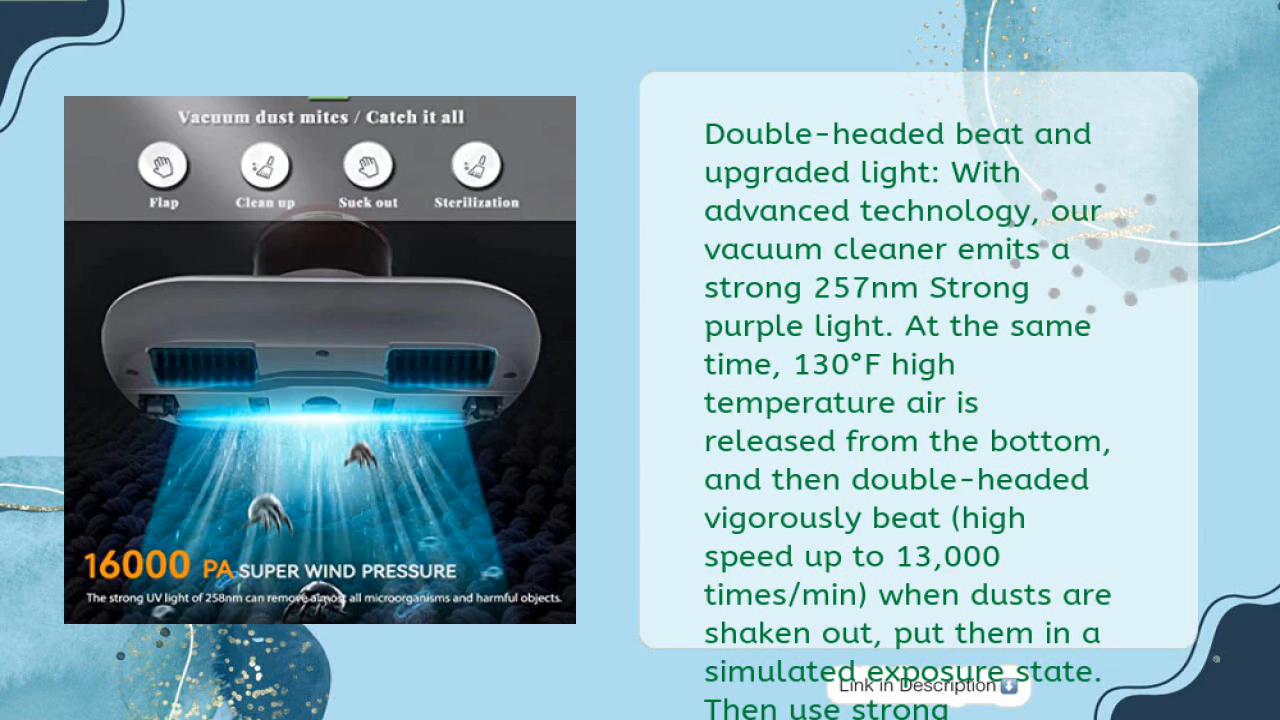 Vacuum dust mites / Catch it all
Flap
Clean up
Suck out
Sterilization
16000 PA SUPER WIND PRESSURE
The strong UV light of 258nm can remove almost all microorganisms and harmful objects.
Double-headed beat and
upgraded light: With
advanced technology, our
vacuum cleaner emits a
strong 257nm Strong
purple light. At the same
time, 130°F high
temperature air is
released from the bottom,
and then double-headed
vigorously beat (high
speed up to 13,000
times/min) when dusts are
shaken out, put them in a
simulated exposure state.
Link in Description
Then use strong